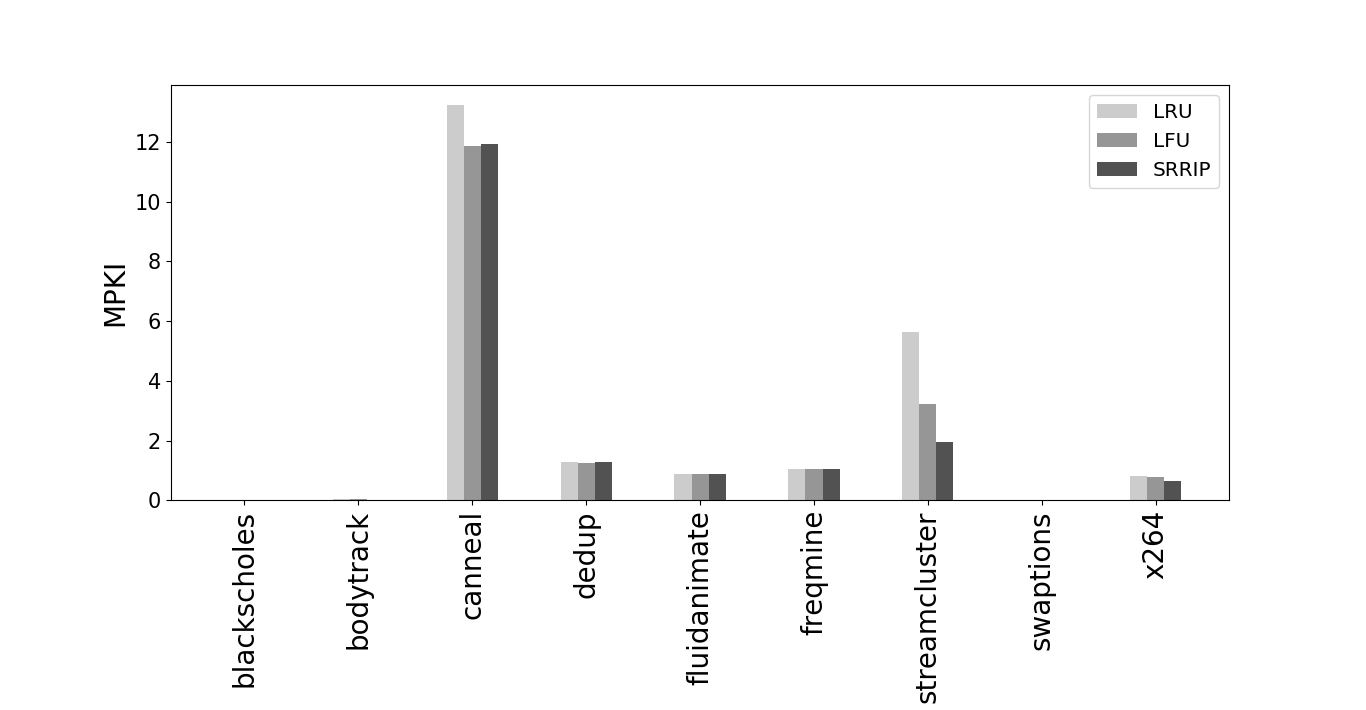 LRU
LFU
SRRIP
MPKI
12
10
8
6
4
2
0
blackscholes
bodytrack
canneal
dedup
fluidanimate
freqmine
streamcluster
swaptions
x264